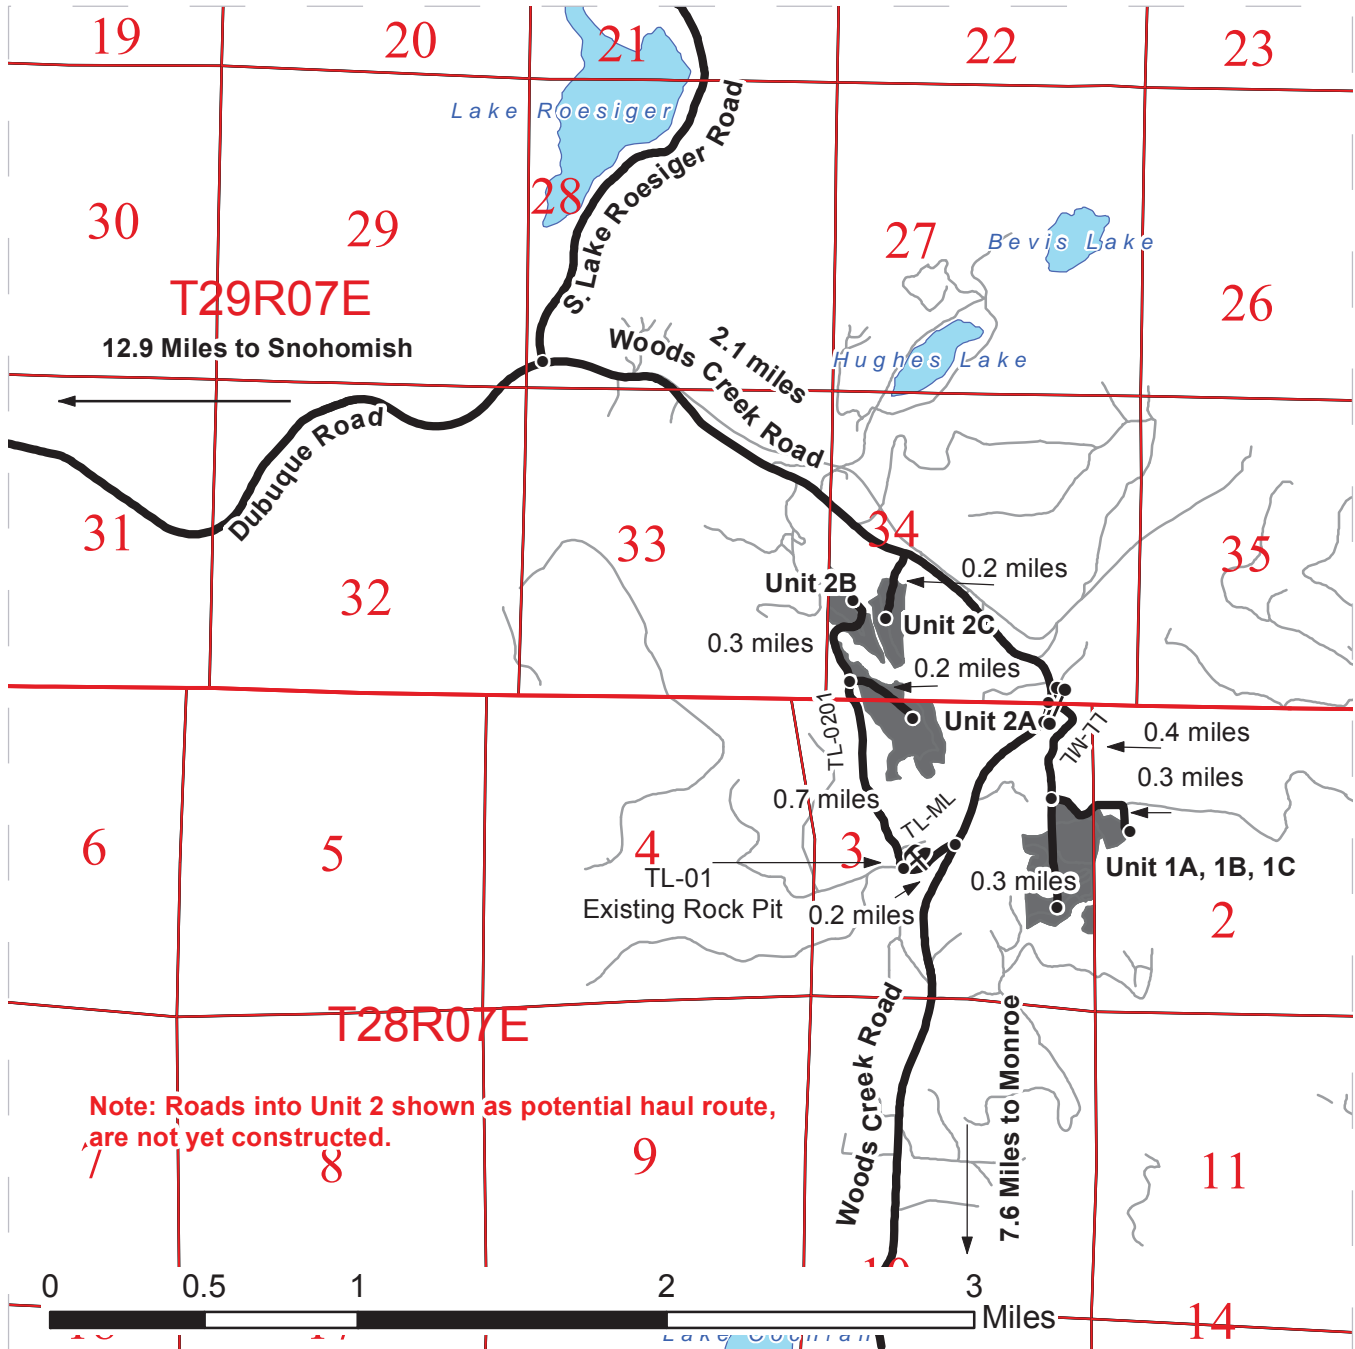 19
20
21
22
23
Lake Roesiger
S. Lake Roesiger Road
30
29
28
27
Bevis Lake
26
T29R07E
12.9 Miles to Snohomish
Woods Creek Road
2.1 miles
Hughes Lake
Dubuque Road
31
32
33
34
35
0.2 miles
Unit 2B
Unit 2C
0.3 miles
0.2 miles
Unit 2A
TL-0201
LL-ML
0.4 miles
0.3 miles
0.7 miles
TL-ML
6
5
4
3
TL-01
Existing Rock Pit
0.2 miles
0.3 miles
Unit 1A, 1B, 1C
2
T28R07E
Woods Creek Road
7.6 Miles to Monroe
Note: Roads into Unit 2 shown as potential haul route,
are not yet constructed.
7
8
9
10
11
0
0.5
1
2
3
Miles
14
Lake Cochran